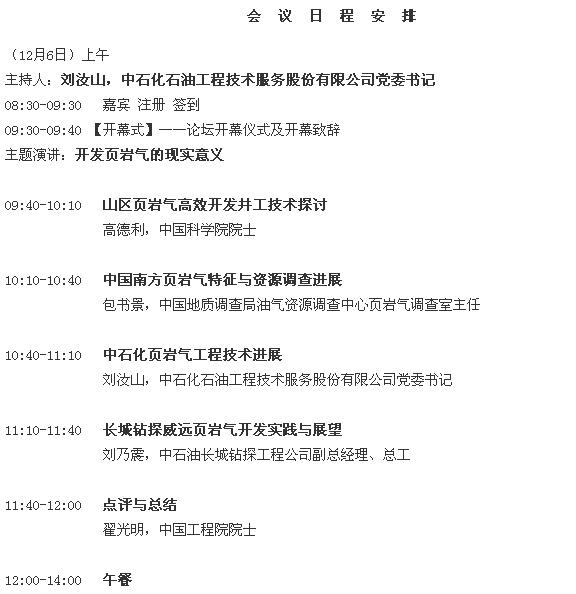 会 议 日 程 安 排
（12月6日）上午
主持人：刘汝山，中石化石油工程技术服务股份有限公司党委书记
08:30-09:30 嘉宾 注册 签到
09:30-09:40 【开幕式】——论坛开幕仪式及开幕致辞
主题演讲：开发页岩气的现实意义
09:40-10:10 山区页岩气高效开发井工技术探讨
高德利，中国科学院院士
10:10-10:40 中国南方页岩气特征与资源调查进展
包书景，中国地质调查局油气资源调查中心页岩气调查室主任
10:40-11:10 中石化页岩气工程技术进展
刘汝山，中石化石油工程技术服务股份有限公司党委书记
11:10-11:40 长城钻探威远页岩气开发实践与展望
刘乃震，中石油长城钻探工程公司副总经理、总工
11:40-12:00 点评与总结
翟光明，中国工程院院士
12:00-14:00 午餐